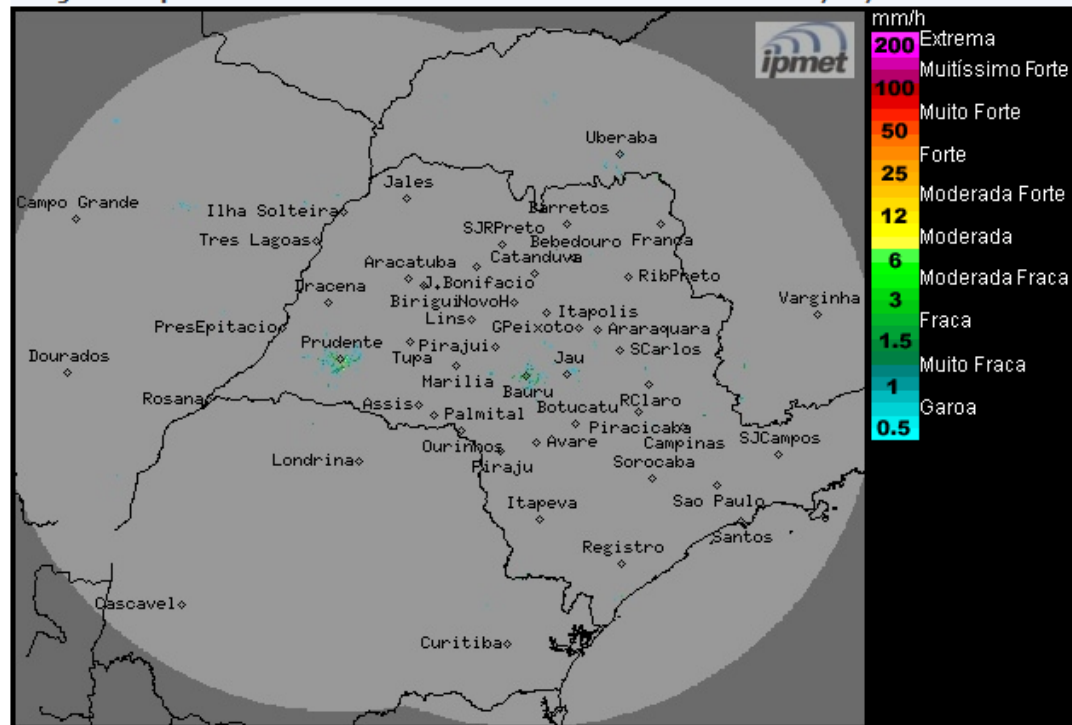 mm/h
ipmet
200 Extrema
Muitíssimo Forte
100
Muito Forte
50
Forte
25
Moderada Forte
12
Moderada
6
Moderada Fraca
3
Fraca
1.5
Muito Fraca
1
Garoa
0.5
Uberaba
Jales
Campo Grande
Ilha Solteira
Barretos
SJRPreto
Tres Lagoas
Bebedouro
Franca
Catanduva
Aracatuba
RibPreto
J.Bonifacio
Dracena
Birigui
NovoH
Varginha
Itapolis
Lins
GPeixoto
Araraquara
PresEpitacio
Prudente
Pirajui
SCarlos
Dourados
Tupa
Jau
Marilia
Bauru
Rosana
Assis
Botucatu
RClaro
Palmital
Piracicaba
SJCampos
Ourinhos
Avare
Campinas
Londrina
Piraju
Sorocaba
Itapeva
Sao Paulo
Santos
Registro
Cascavel
Curitiba